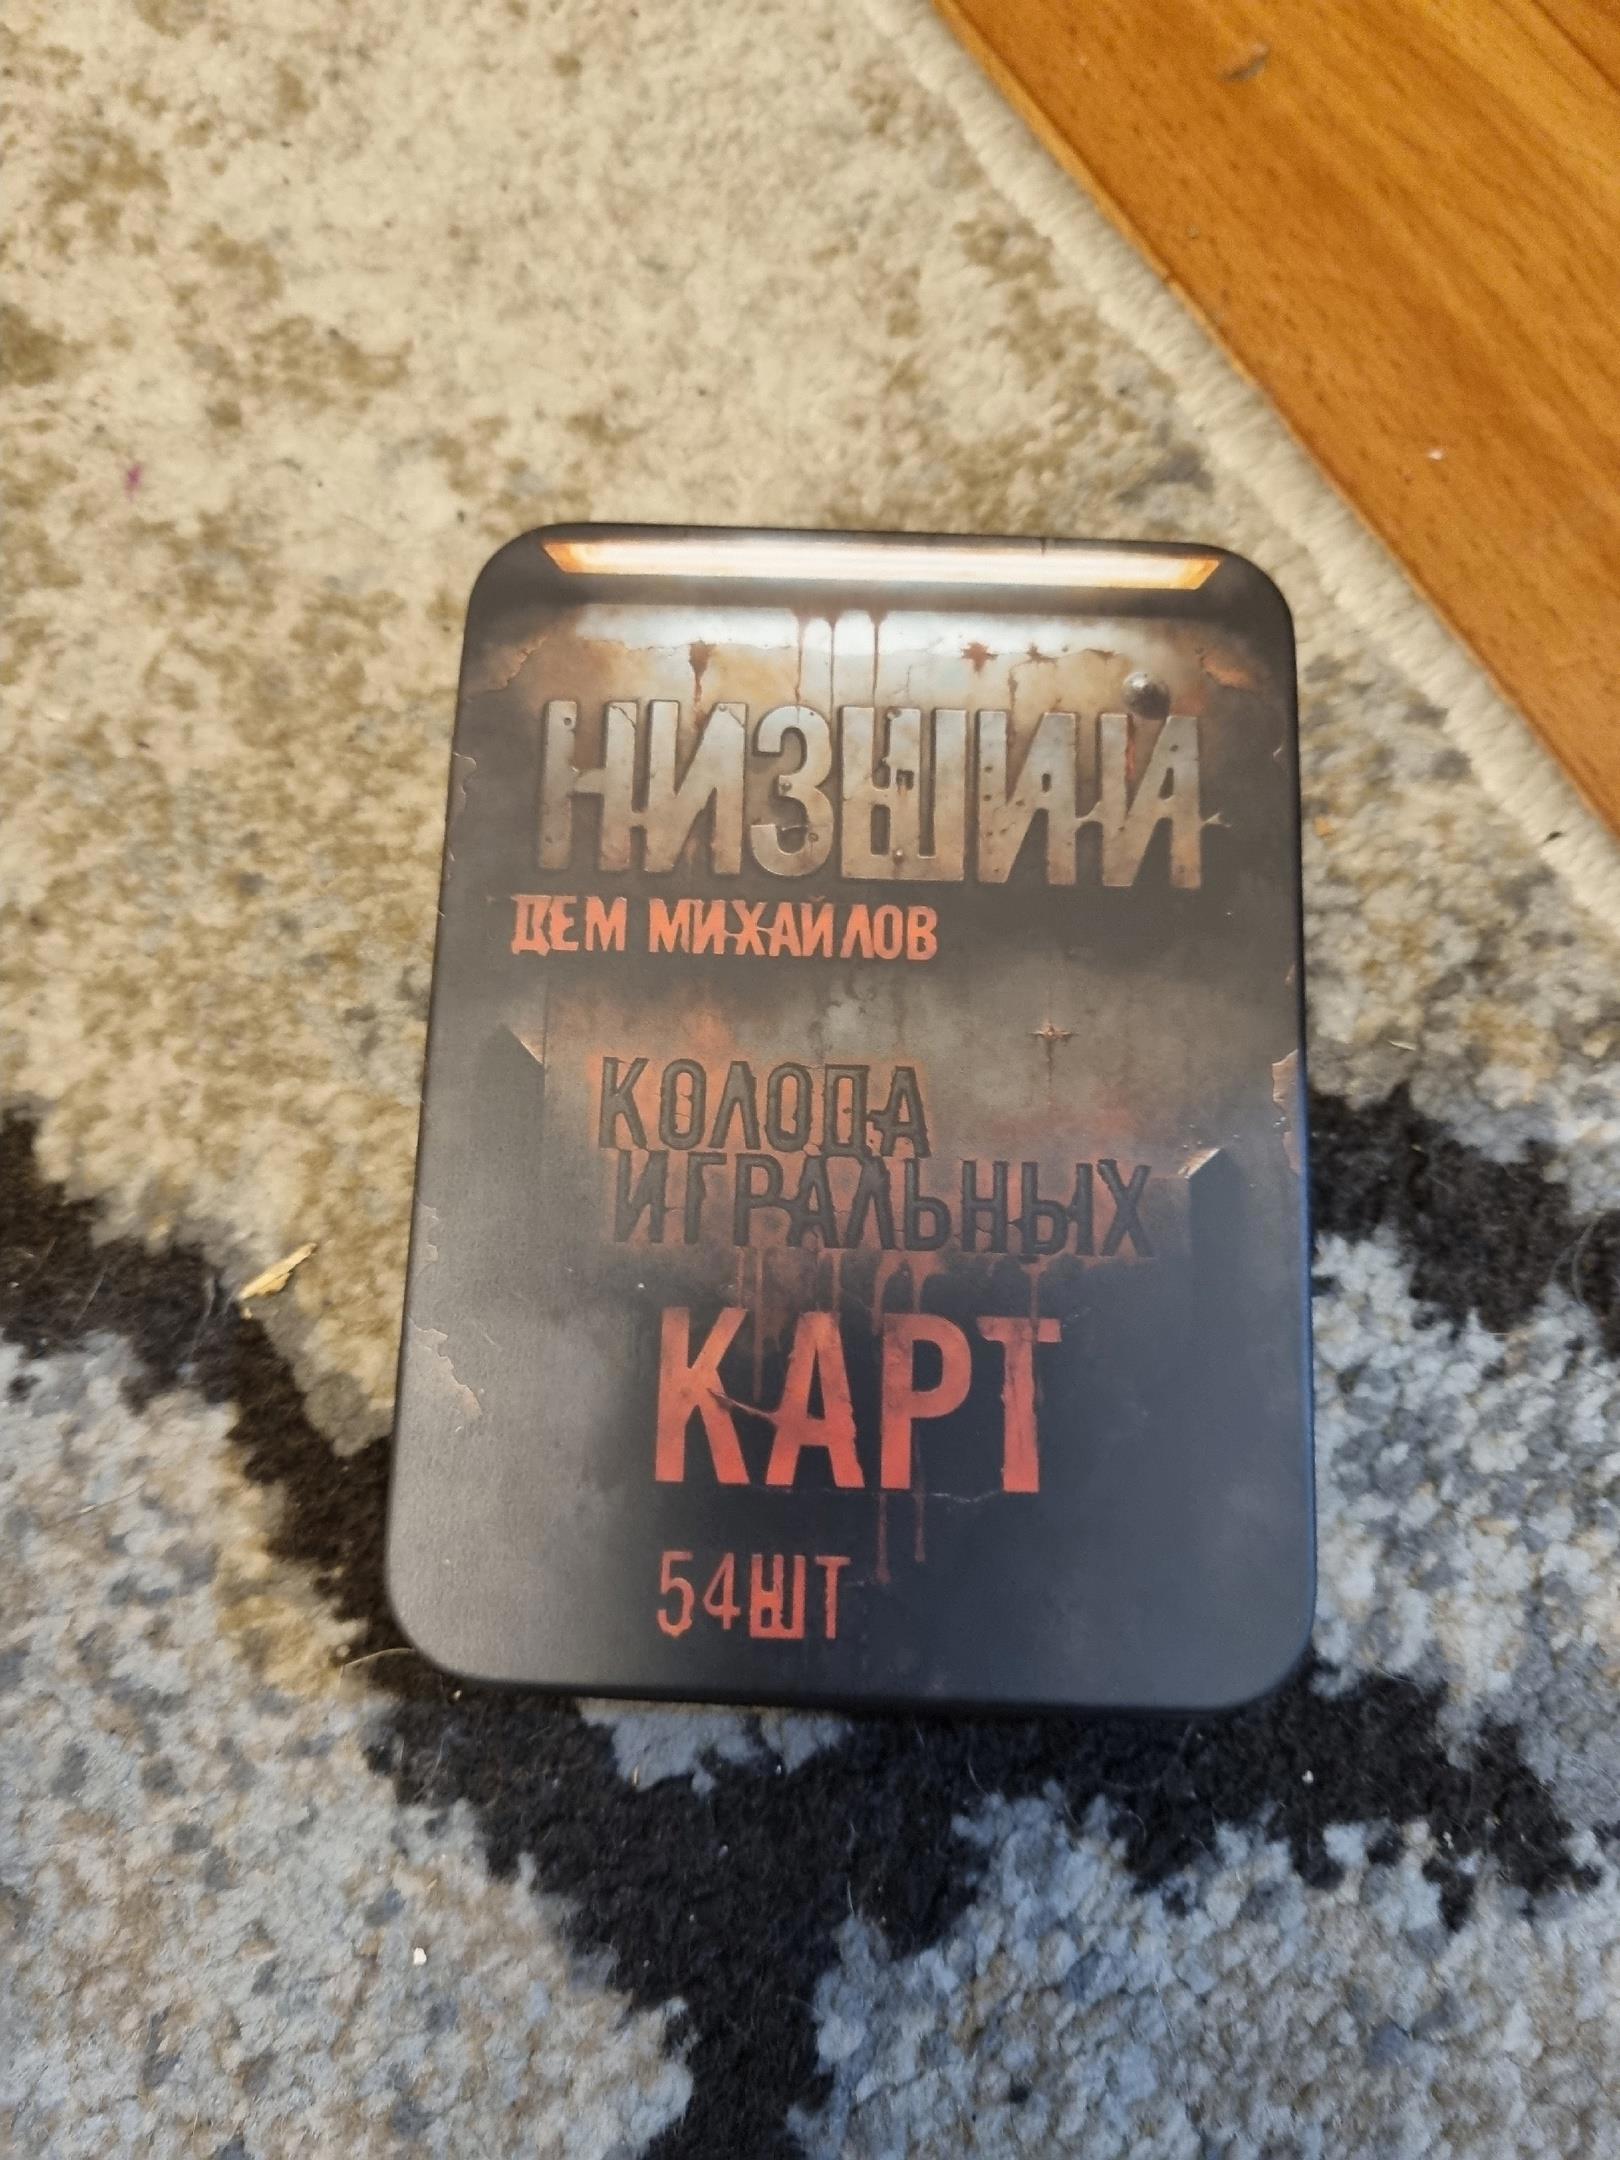 НИЗШИЙ
ДЕМ МИХАЙЛОВ
КОЛОДА
ИГРАЛЬНЫХ
КАРТ
54ШТ